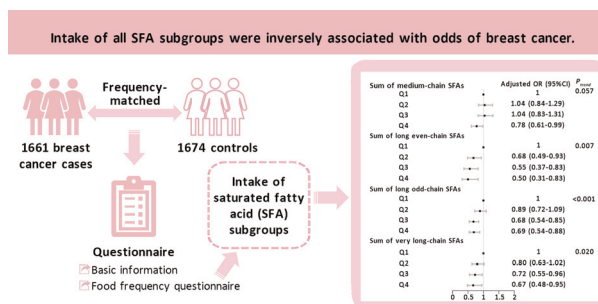 Intake of all SFA subgroups were inversely associated with odds of breast cancer.
Frequency-
matched
1661 breast
cancer cases
1674 controls
Questionnaire
Basic information
Food frequency questionnaire
Intake of
saturated fatty
acid (SFA)
subgroups
Adjusted OR (95%CI) Ptrend
Sum of medium-chain SFAs 0.057
Q1 1
Q2 1.04 (0.84-1.29)
Q3 1.04 (0.83-1.31)
Q4 0.78 (0.61-0.99)
Sum of long even-chain SFAs 0.007
Q1 1
Q2 0.68 (0.49-0.93)
Q3 0.55 (0.37-0.83)
Q4 0.50 (0.31-0.83)
Sum of long odd-chain SFAs <0.001
Q1 1
Q2 0.89 (0.72-1.09)
Q3 0.68 (0.54-0.85)
Q4 0.69 (0.54-0.88)
Sum of very long-chain SFAs 0.020
Q1 1
Q2 0.80 (0.63-1.02)
Q3 0.72 (0.55-0.96)
Q4 0.67 (0.48-0.95)
0 0.5 1 1.5 2